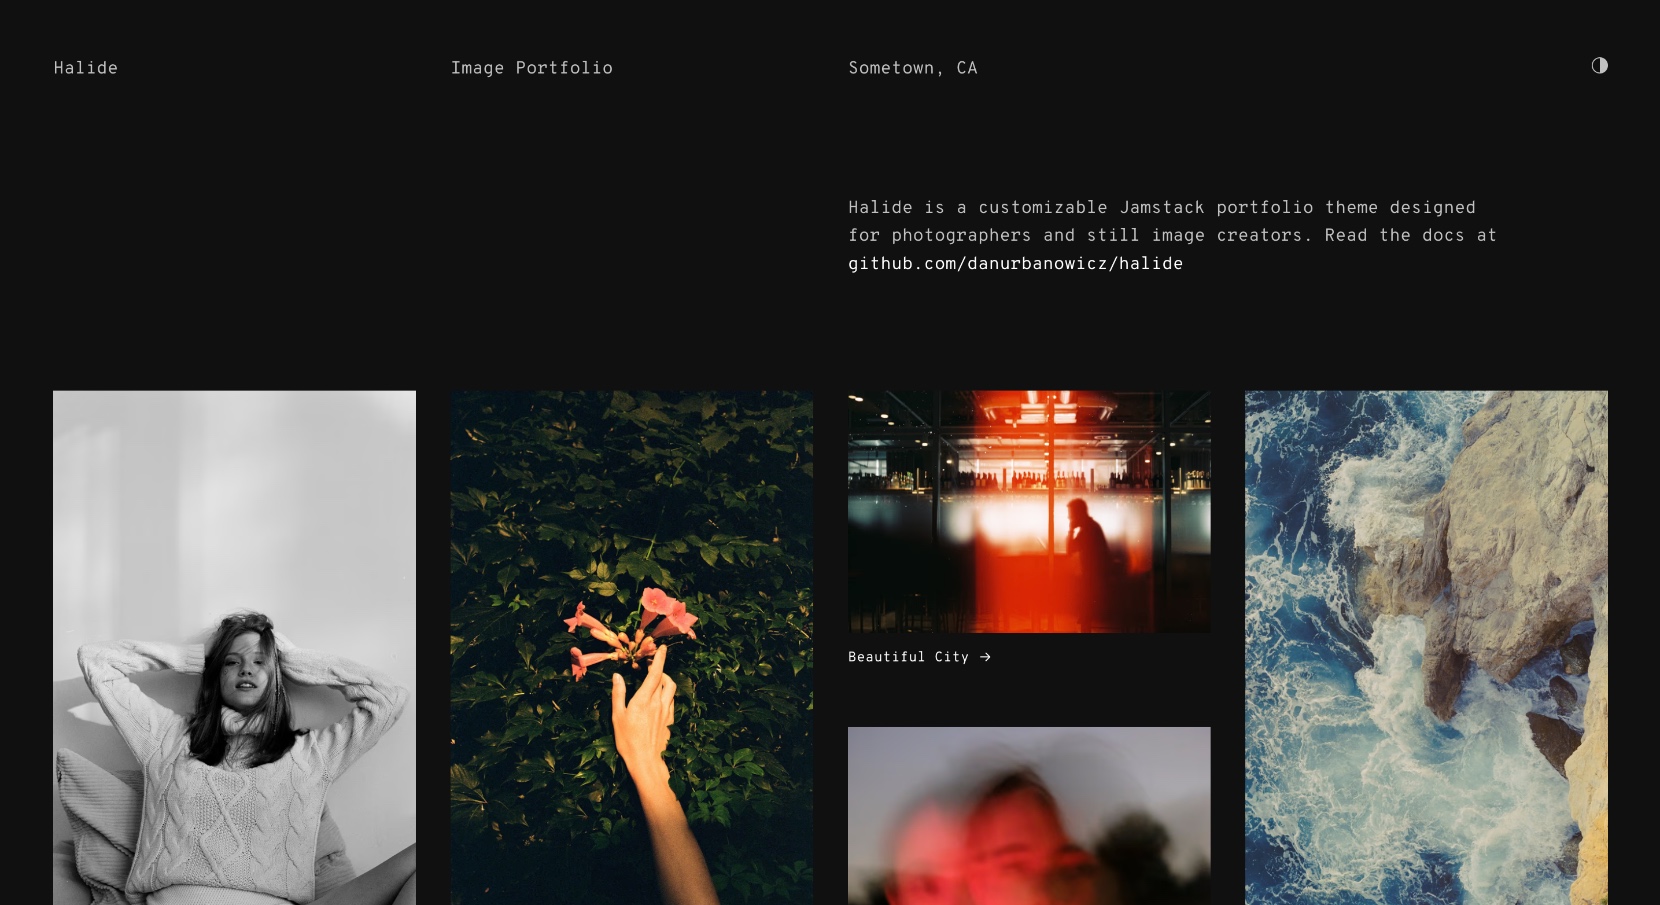 Halide
Image Portfolio
Sometown, CA
Halide is a customizable Jamstack portfolio theme designed
for photographers and still image creators. Read the docs at
github.com/danurbanowicz/halide
Beautiful City →